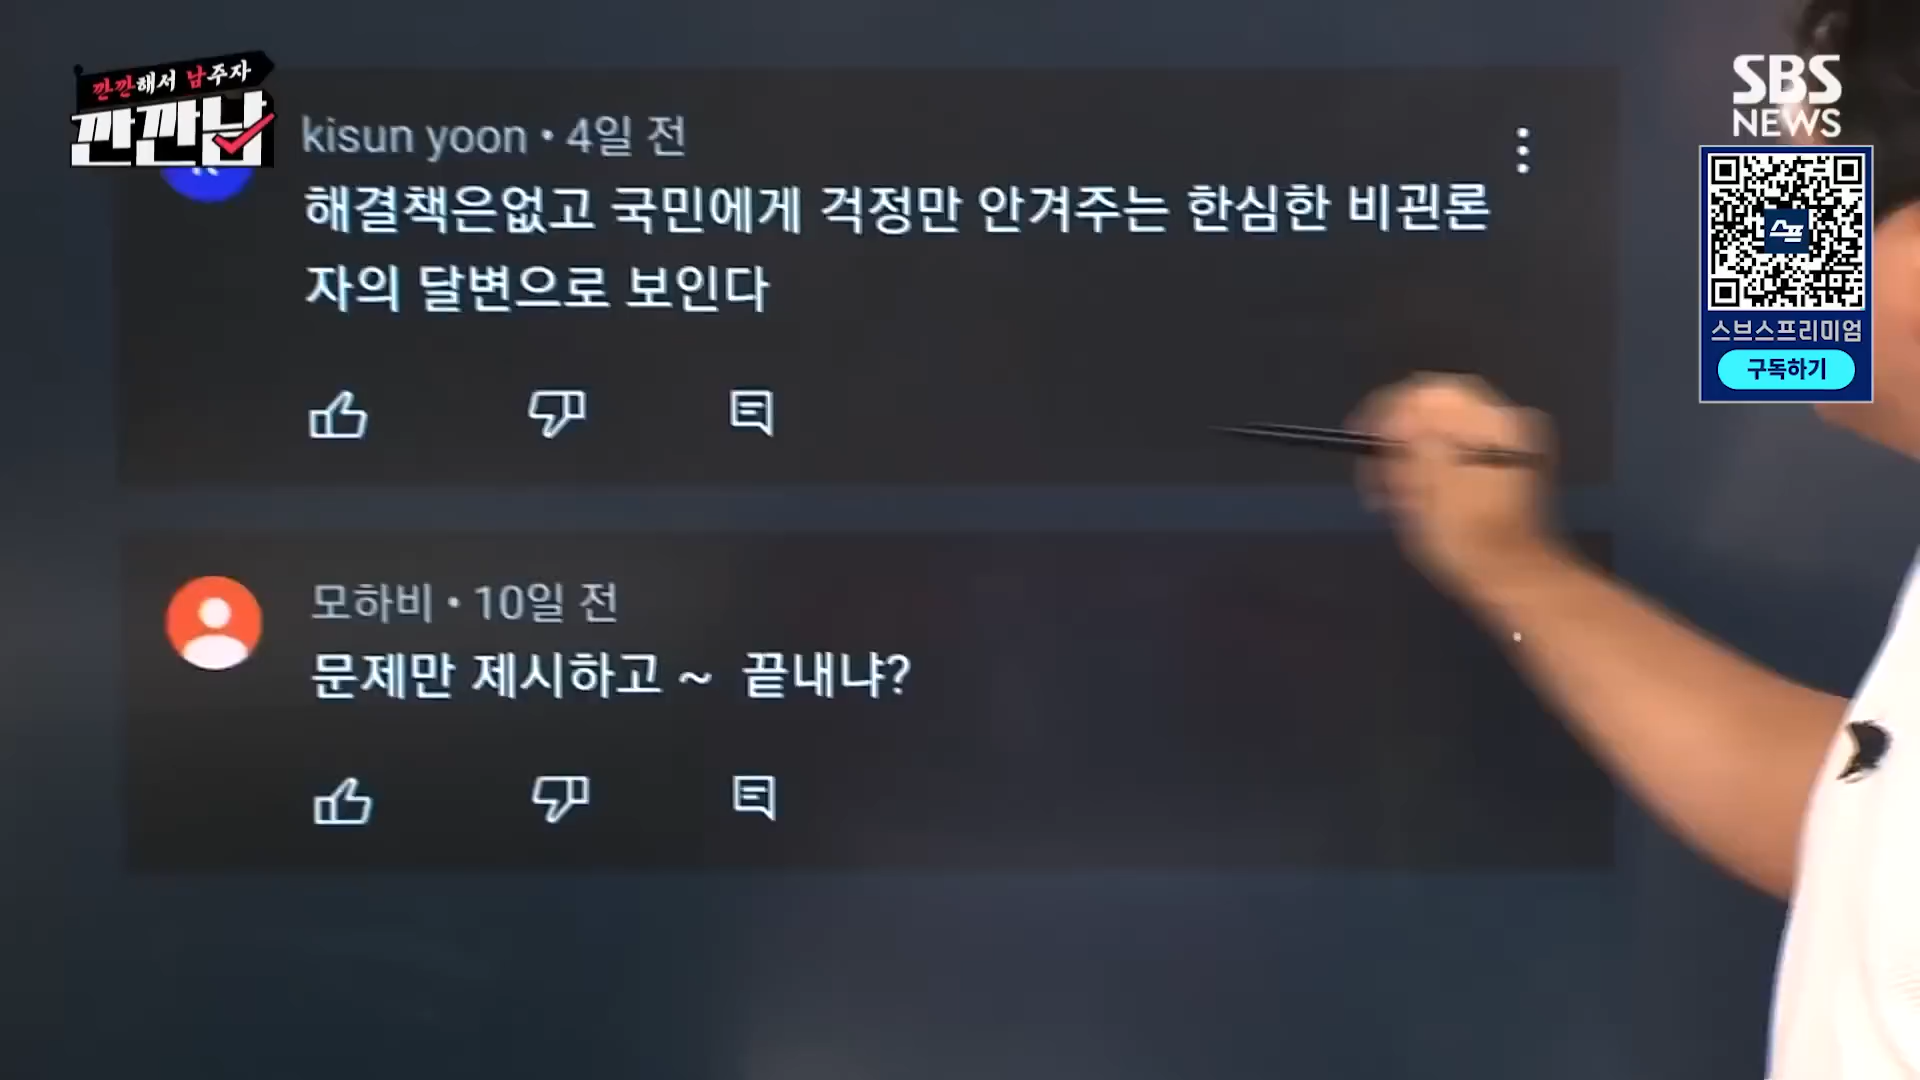 깐깐해서 남주자
깐깐남
SBS
NEWS
kisun yoon • 4일 전
해결책은없고 국민에게 걱정만 안겨주는 한심한 비괸론
자의 달변으로 보인다
스프
스브스프리미엄
구독하기
모하비 • 10일 전
문제만 제시하고 ~ 끝내냐?